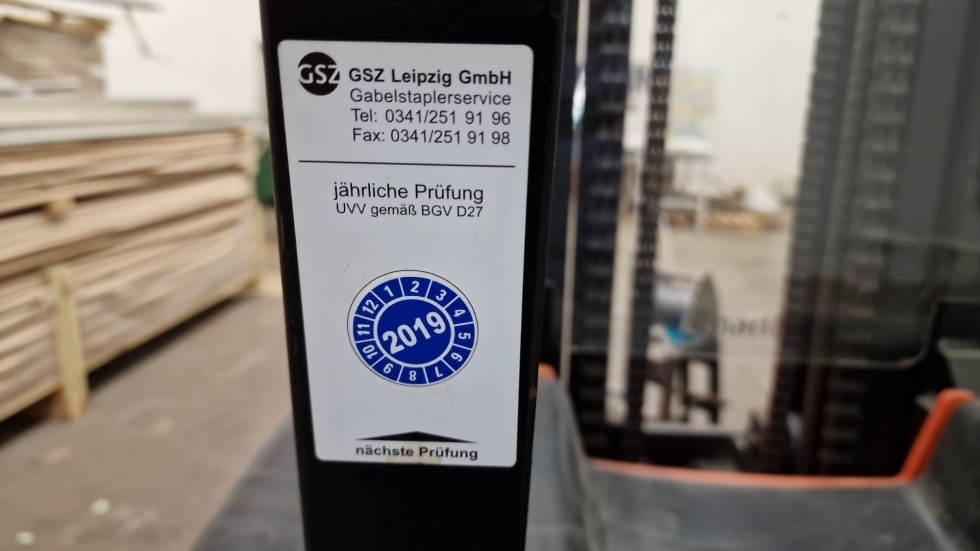 GSZ GSZ Leipzig GmbH
Gabelstaplerservice
Tel: 0341/251 91 96
Fax: 0341/251 91 98
jährliche Prüfung
UVV gemäß BGV D27
1 2 3 4 5 6 7 8 9 10 11 12
2019
nächste Prüfung